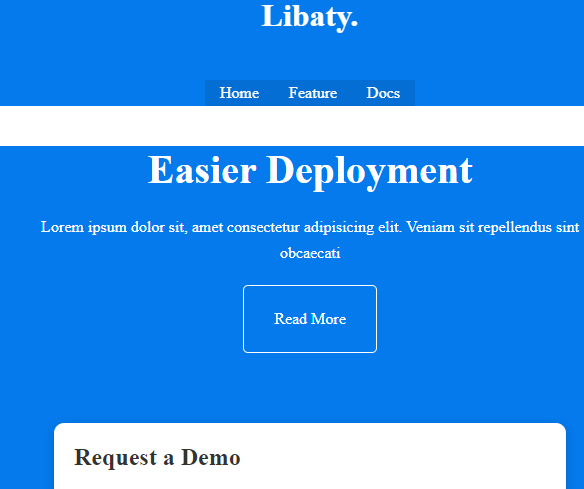 Libaty.
Home Feature Docs
Easier Deployment
Lorem ipsum dolor sit, amet consectetur adipisicing elit. Veniam sit repellendus sint
obcaecati
Read More
Request a Demo